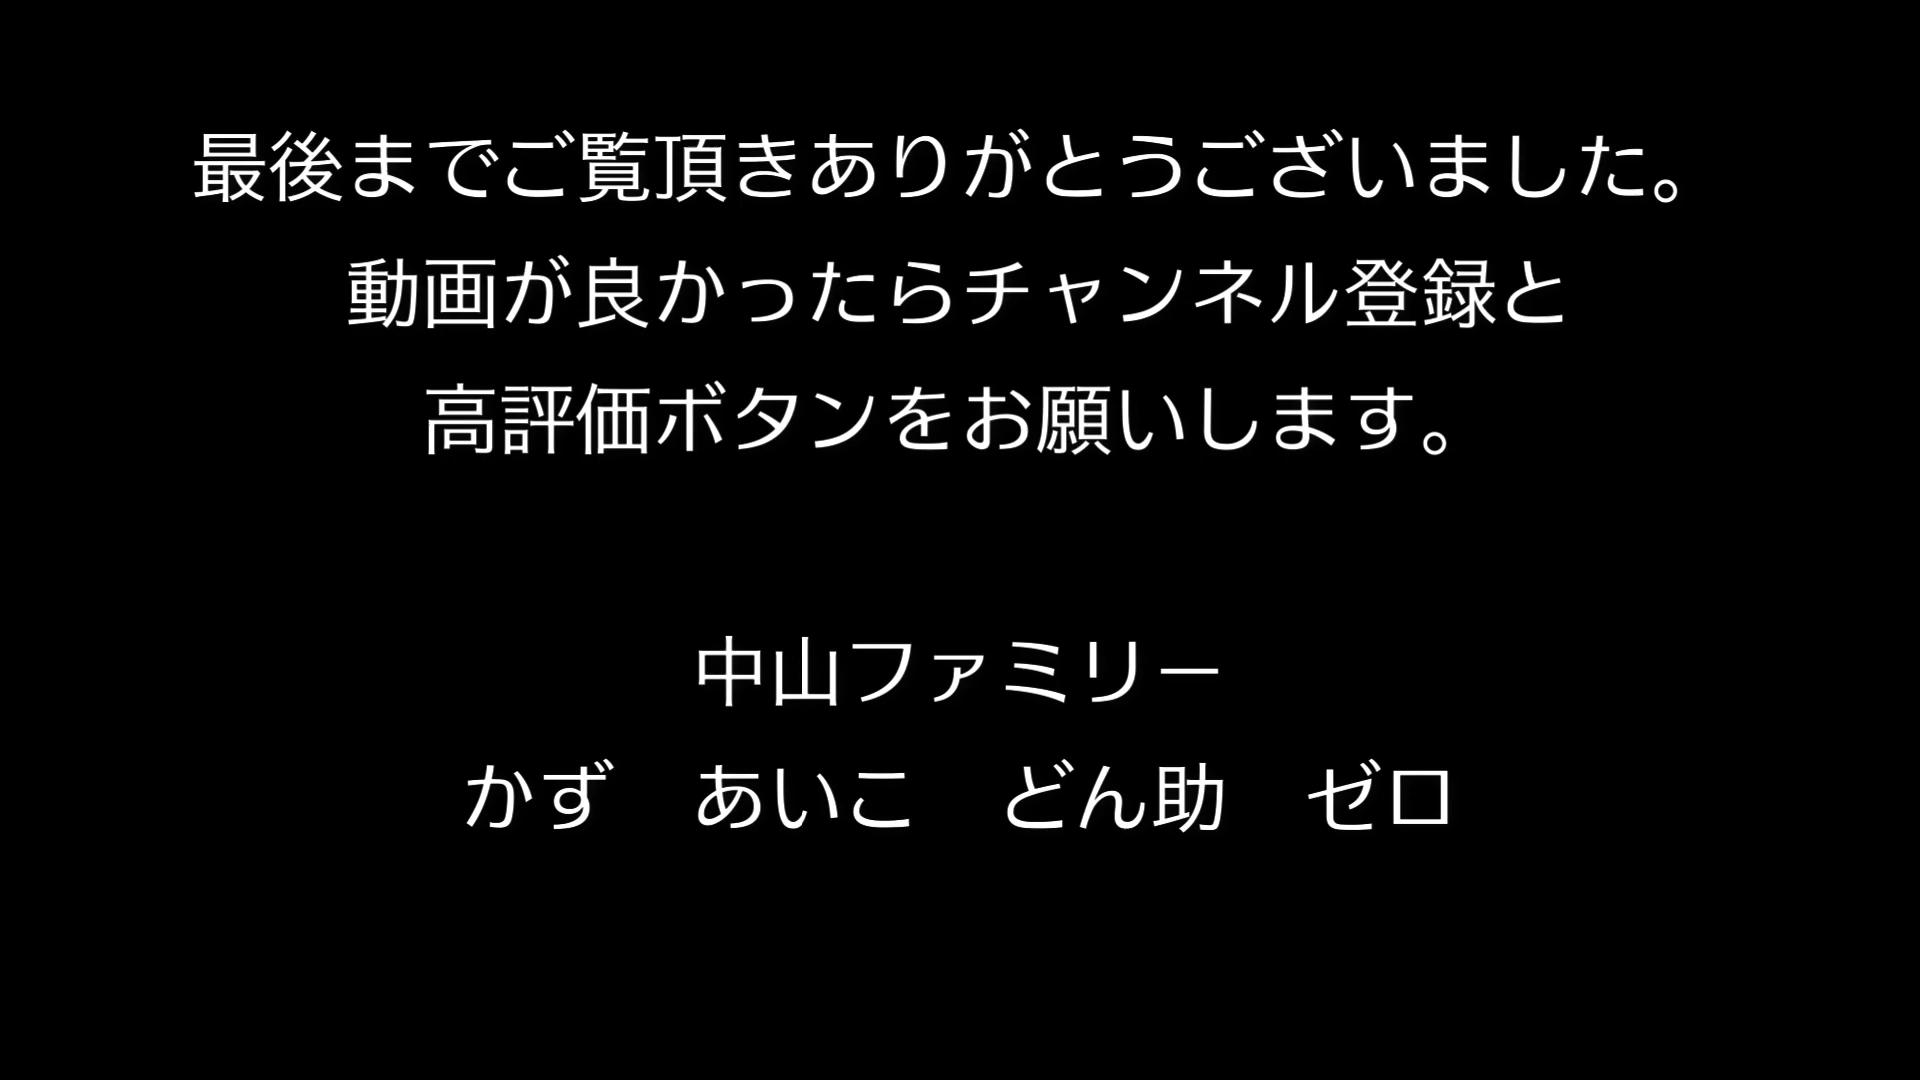 最後までご覧頂きありがとうございました。
動画が良かったらチャンネル登録と
高評価ボタンをお願いします。
中山ファミリー
かず　あいこ　どん助　ゼロ